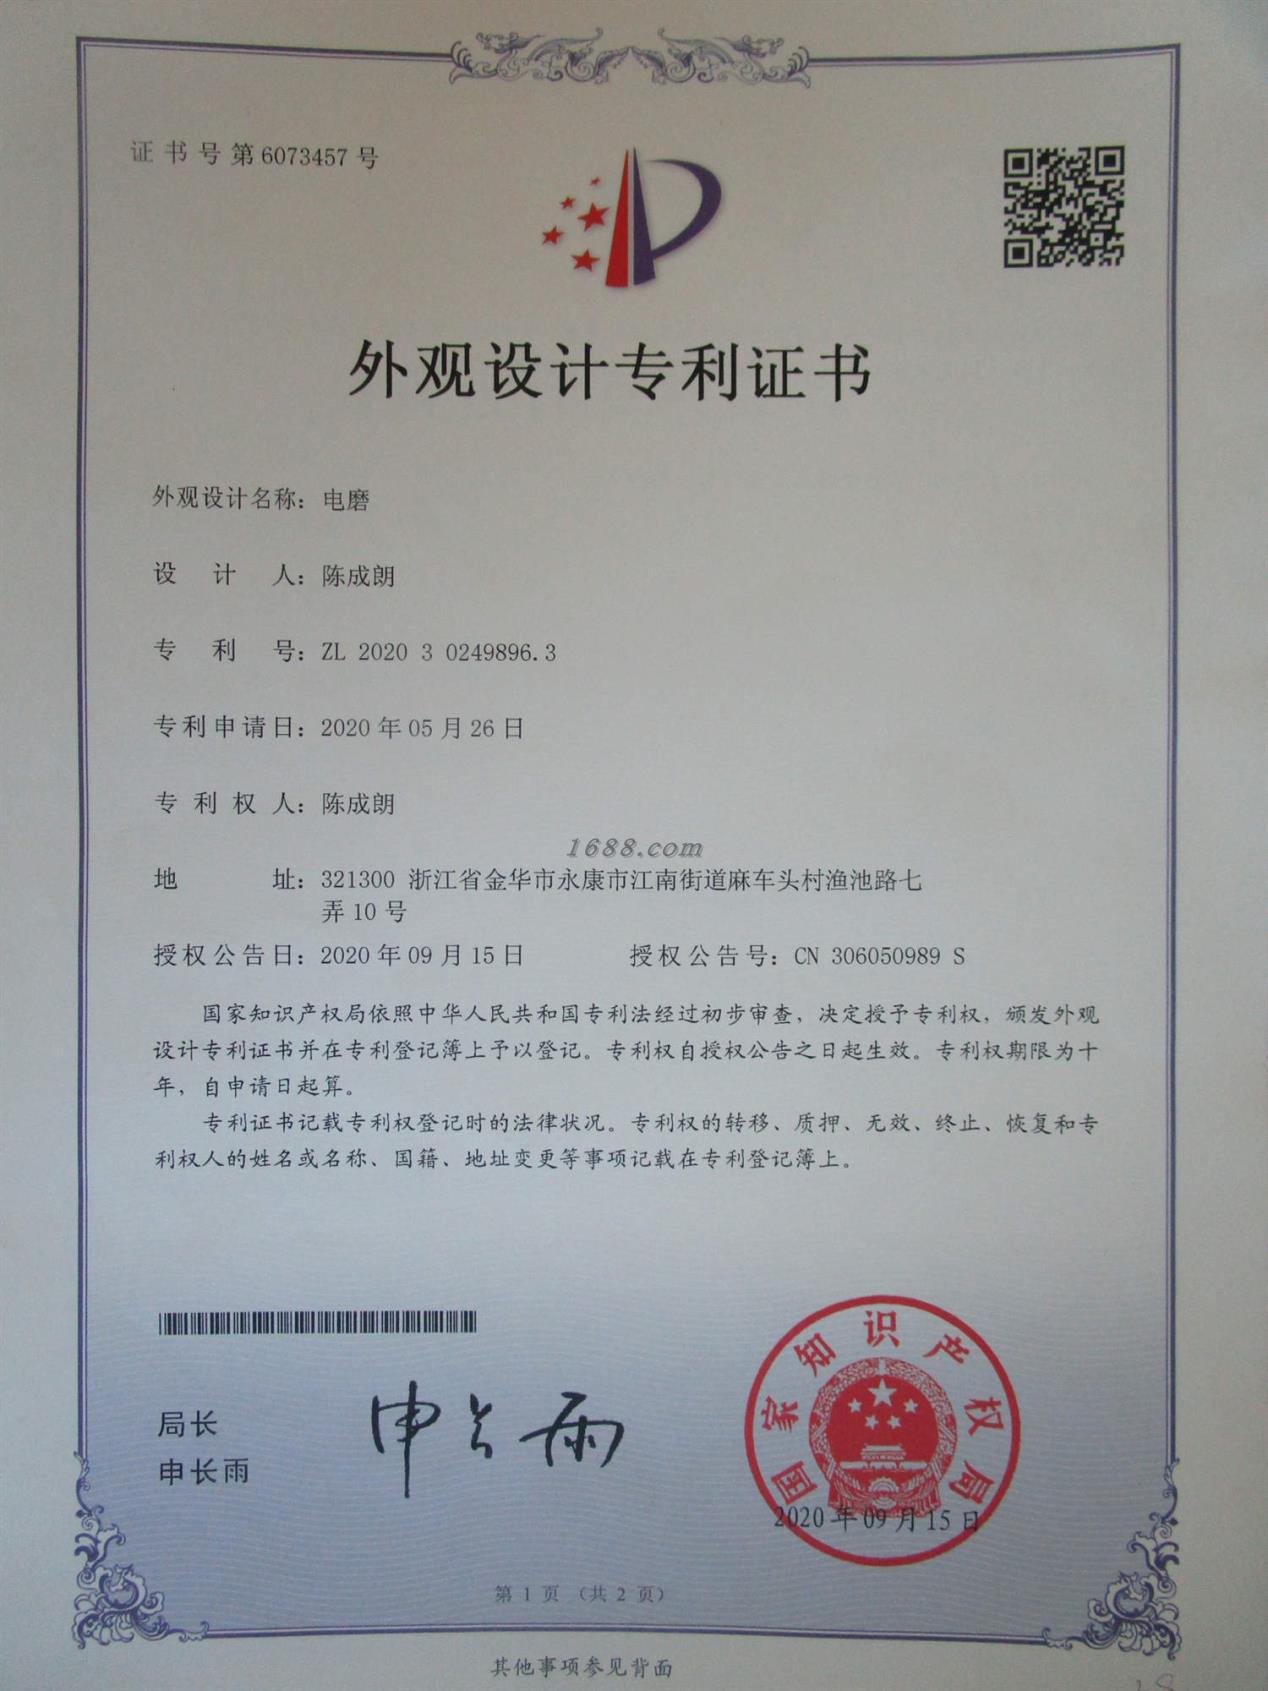 证书号第6073457号
外观设计专利证书
外观设计名称：电磨
设计人：陈成朗
专利号：ZL 2020 3 0249896.3
专利申请日：2020年05月26日
专利权人：陈成朗
1688.com
地址：321300 浙江省金华市永康市江南街道麻车头村渔池路七
弄10号
授权公告日：2020年09月15日 授权公告号：CN 306050989 S
国家知识产权局依照中华人民共和国专利法经过初步审查，决定授予专利权，颁发外观
设计专利证书并在专利登记簿上予以登记。专利权自授权公告之日起生效。专利权期限为十
年，自申请日起算。
专利证书记载专利权登记时的法律状况。专利权的转移、质押、无效、终止、恢复和专
利权人的姓名或名称、国籍、地址变更等事项记载在专利登记簿上。
局长
申长雨
申长雨
国家知识产权局
2020年09月15日
第1页（共2页）
其他事项参见背面